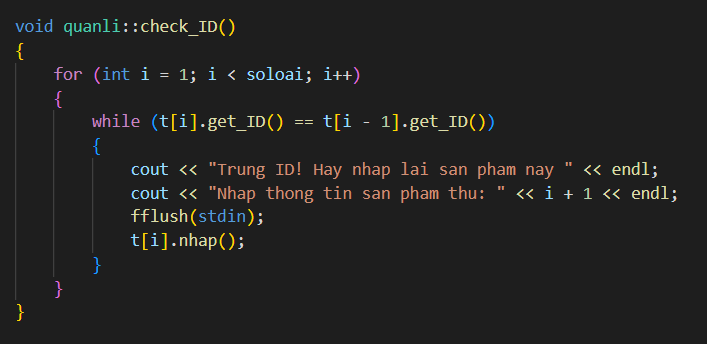 void quanli::check_ID()
{
    for (int i = 1; i < soloai; i++)
    {
        while (t[i].get_ID() == t[i - 1].get_ID())
        {
            cout << "Trung ID! Hay nhap lai san pham nay " << endl;
            cout << "Nhap thong tin san pham thu: " << i + 1 << endl;
            fflush(stdin);
            t[i].nhap();
        }
    }
}